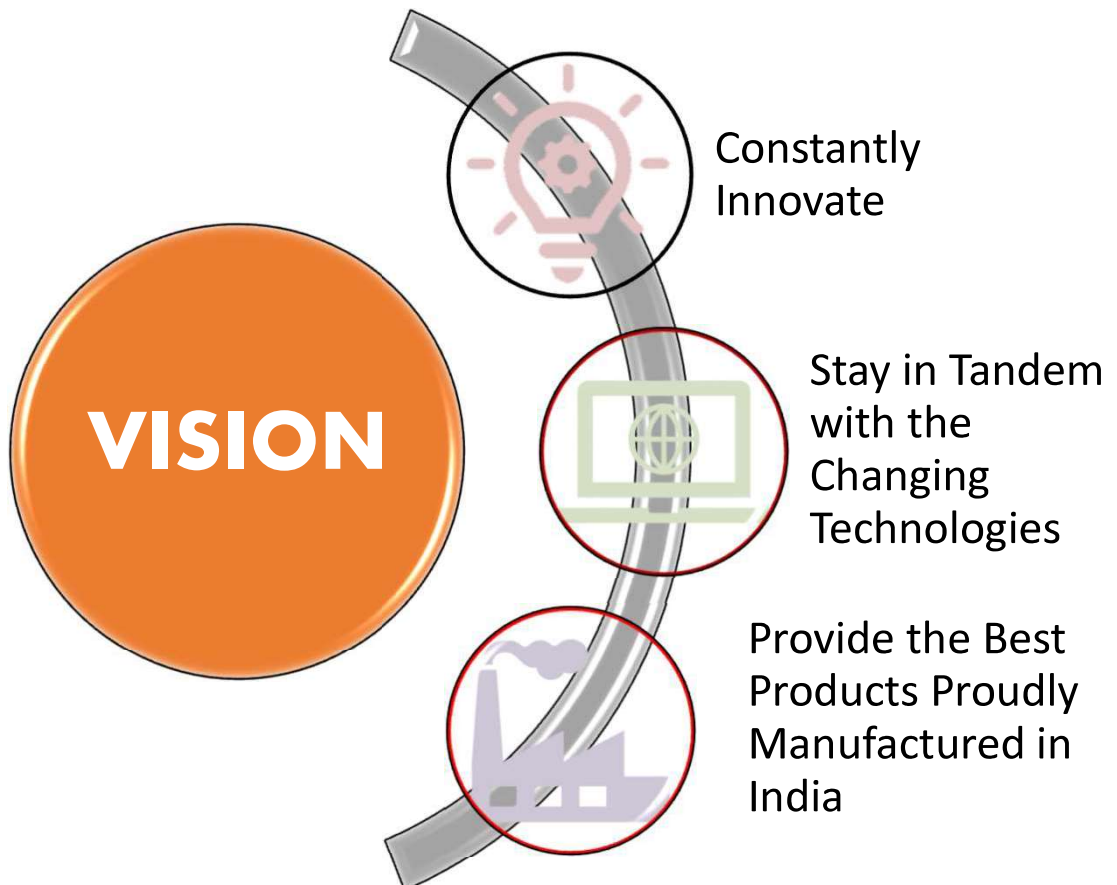 VISION
Constantly
Innovate
Stay in Tandem
with the
Changing
Technologies
Provide the Best
Products Proudly
Manufactured in
India